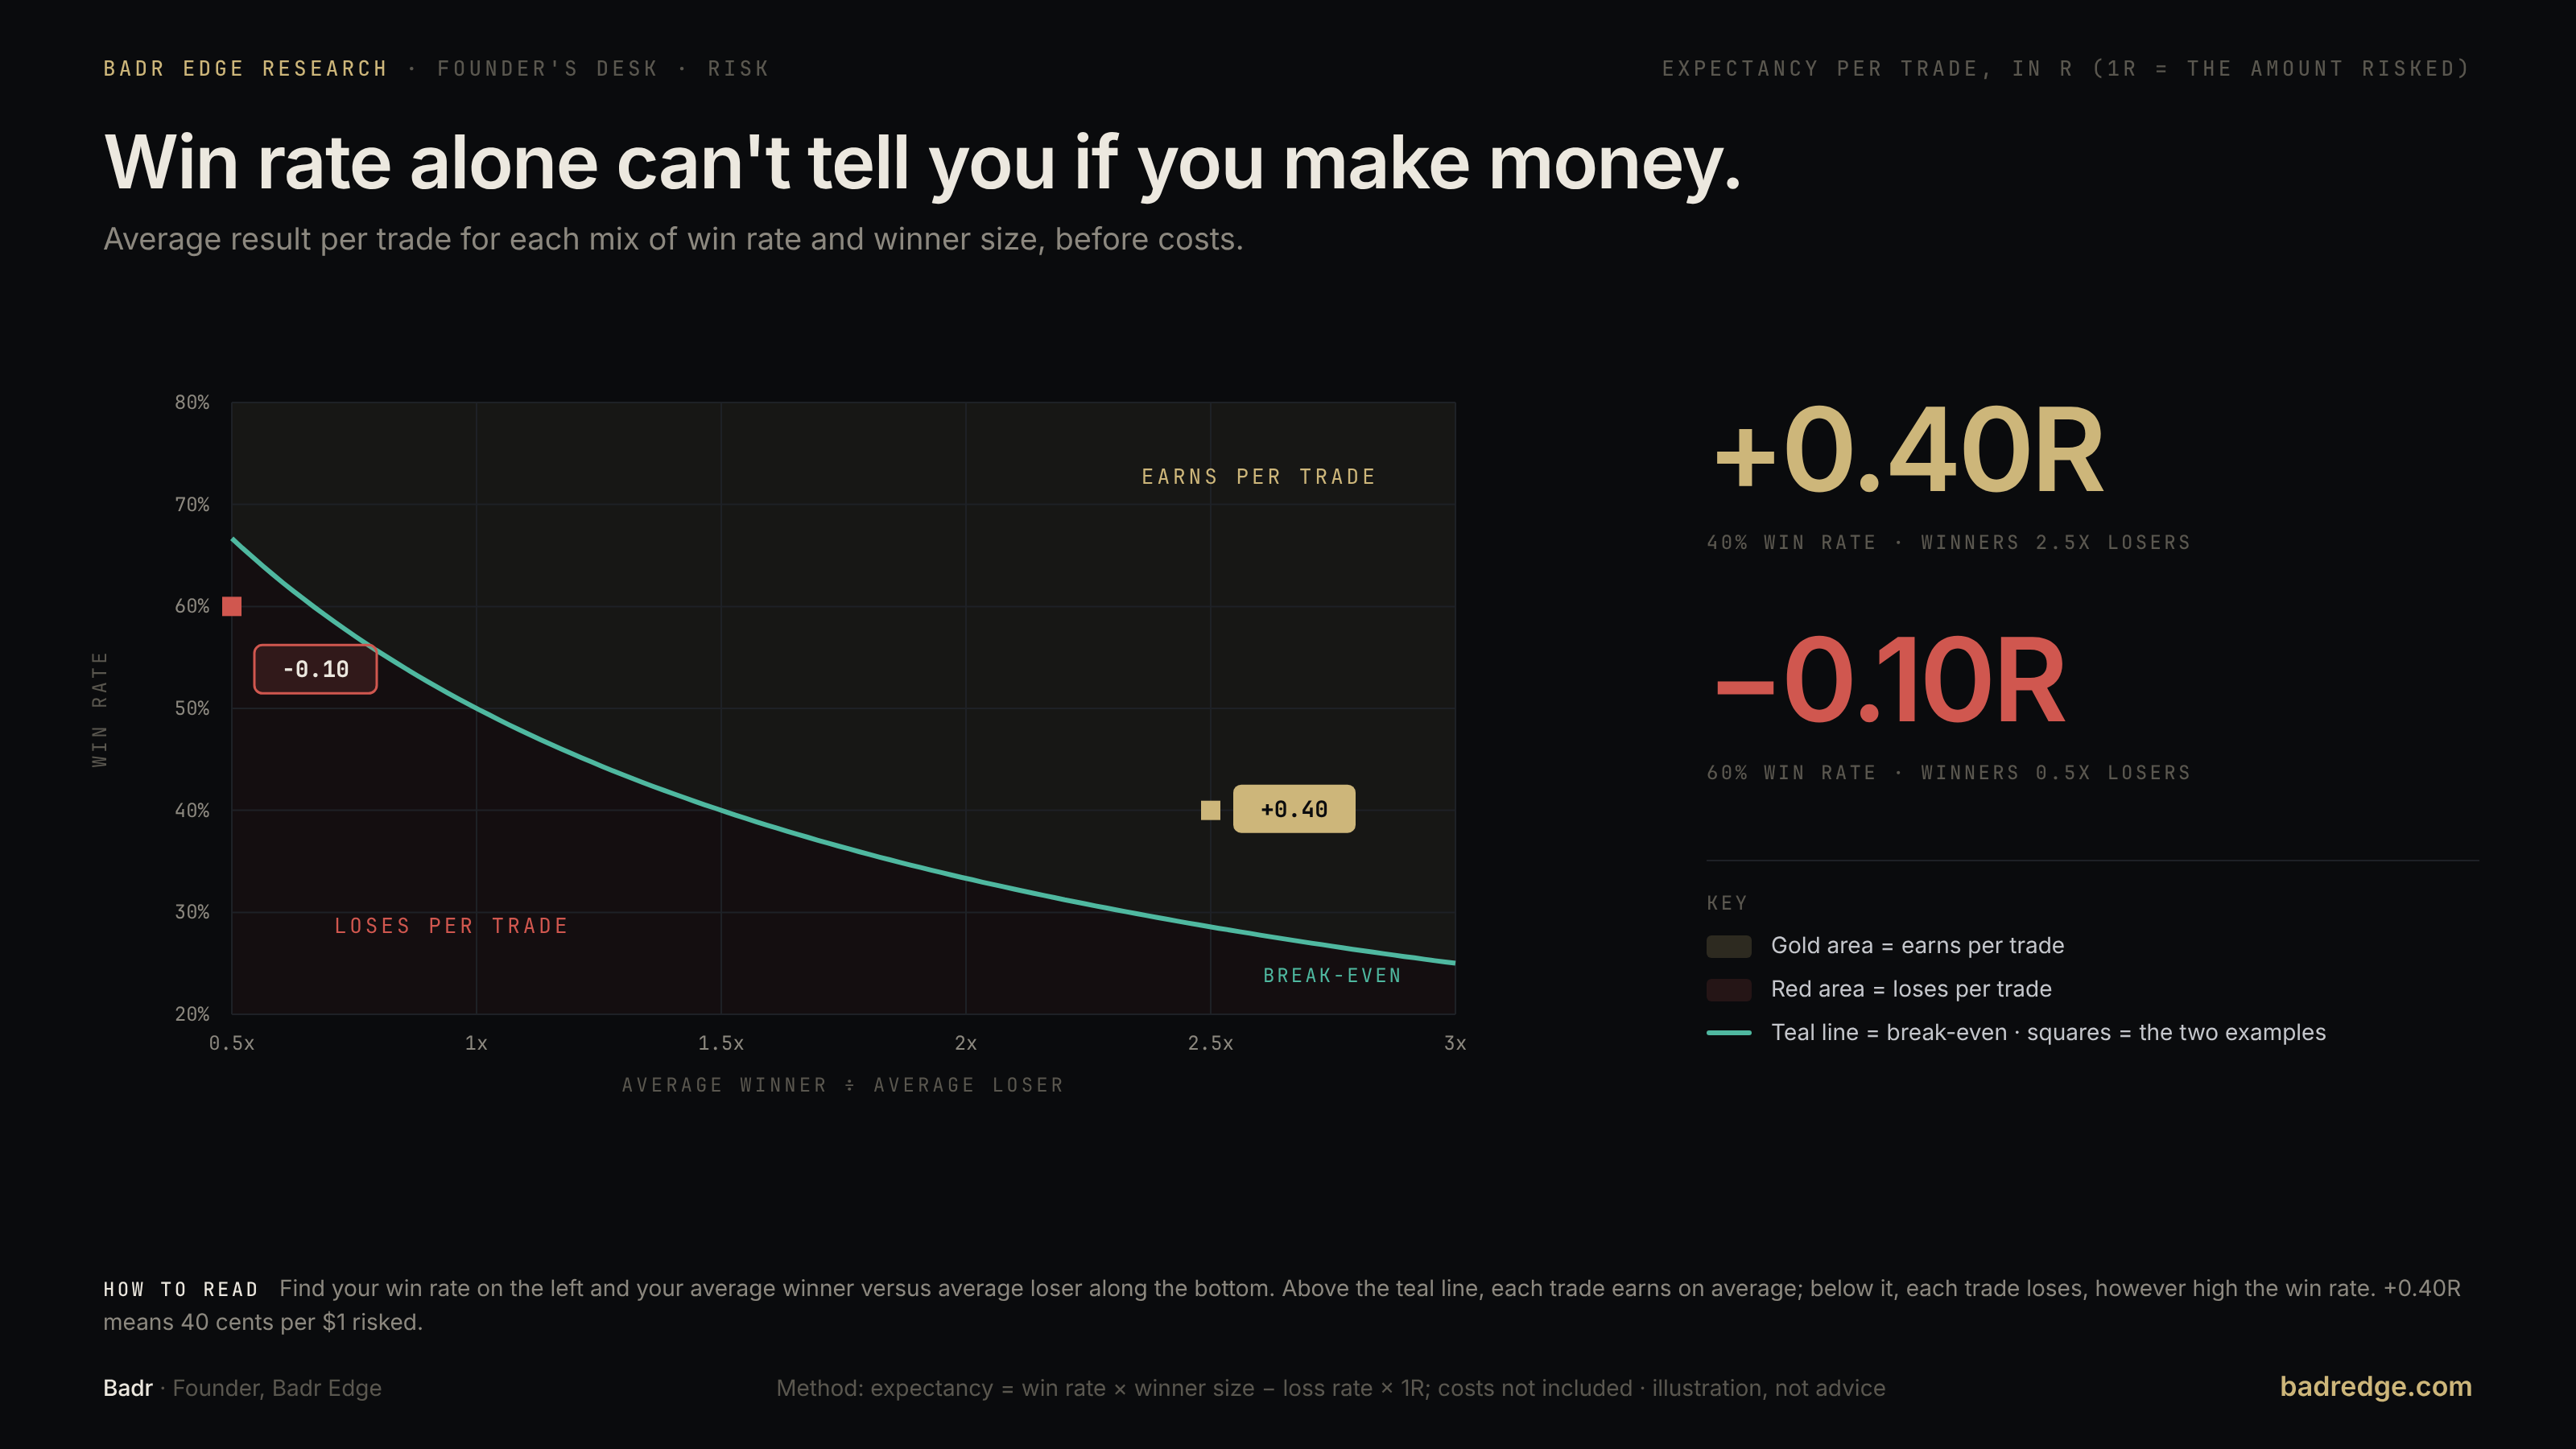 BADR EDGE RESEARCH · FOUNDER'S DESK · RISK
EXPECTANCY PER TRADE, IN R (1R = THE AMOUNT RISKED)
Win rate alone can't tell you if you make money.
Average result per trade for each mix of win rate and winner size, before costs.
WIN RATE
80%
70%
60%
50%
40%
30%
20%
EARNS PER TRADE
-0.10
+0.40
LOSES PER TRADE
BREAK-EVEN
0.5x 1x 1.5x 2x 2.5x 3x
AVERAGE WINNER ÷ AVERAGE LOSER
+0.40R
40% WIN RATE · WINNERS 2.5X LOSERS
−0.10R
60% WIN RATE · WINNERS 0.5X LOSERS
KEY
Gold area = earns per trade
Red area = loses per trade
Teal line = break-even · squares = the two examples
HOW TO READ Find your win rate on the left and your average winner versus average loser along the bottom. Above the teal line, each trade earns on average; below it, each trade loses, however high the win rate. +0.40R
means 40 cents per $1 risked.
Badr · Founder, Badr Edge
Method: expectancy = win rate × winner size − loss rate × 1R; costs not included · illustration, not advice
badredge.com